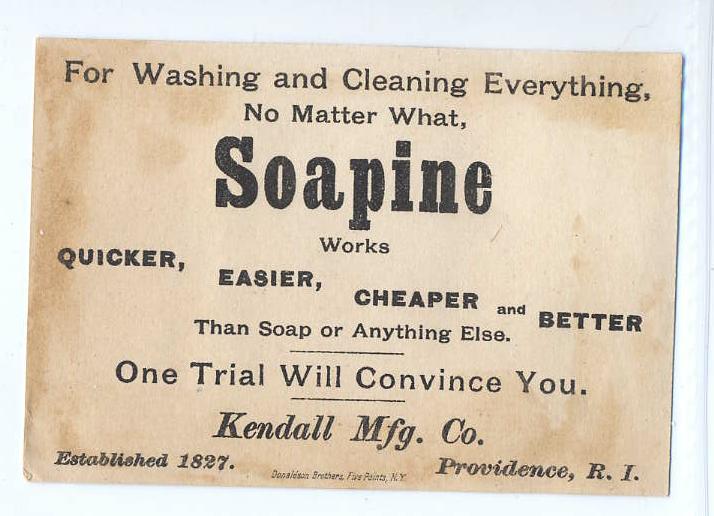 For Washing and Cleaning Everything,
No Matter What,
Soapine
Works
QUICKER,
EASIER,
CHEAPER and BETTER
Than Soap or Anything Else.
One Trial Will Convince You.
Kendall Mfg. Co.
Established 1827.
Donaldson Brothers, Five Points, N.Y.
Providence, R. I.